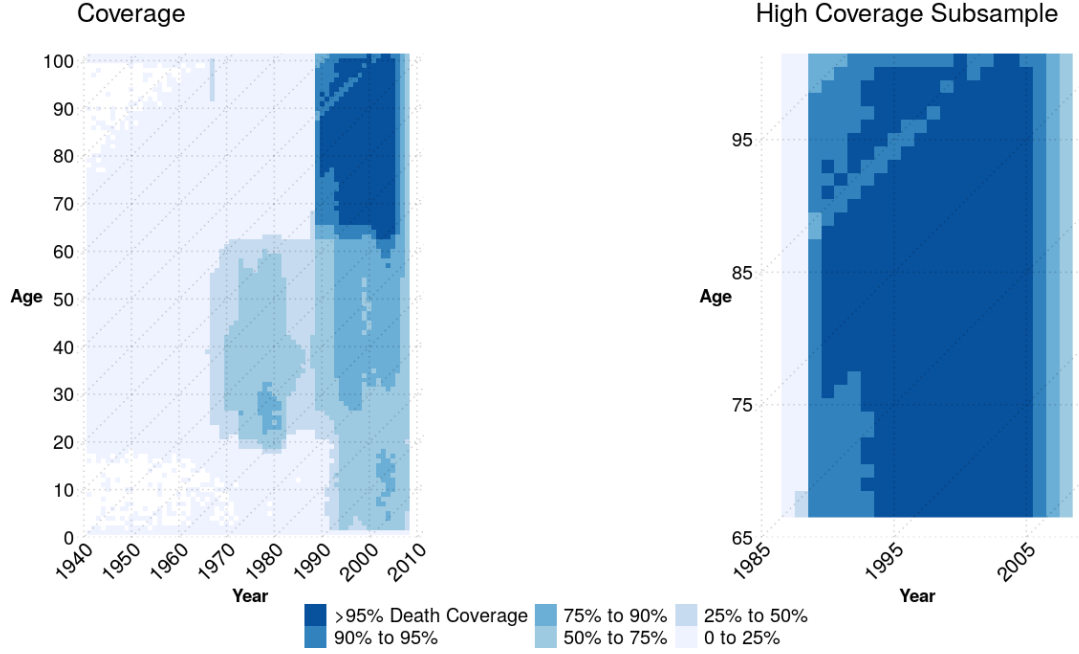 Coverage
High Coverage Subsample
100
90
80
70
60
50
40
30
20
10
0
Age
1940
1950
1960
1970
1980
1990
2000
2010
Year
95
85
75
65
Age
1985
1995
2005
Year
>95% Death Coverage
75% to 90%
25% to 50%
90% to 95%
50% to 75%
0 to 25%